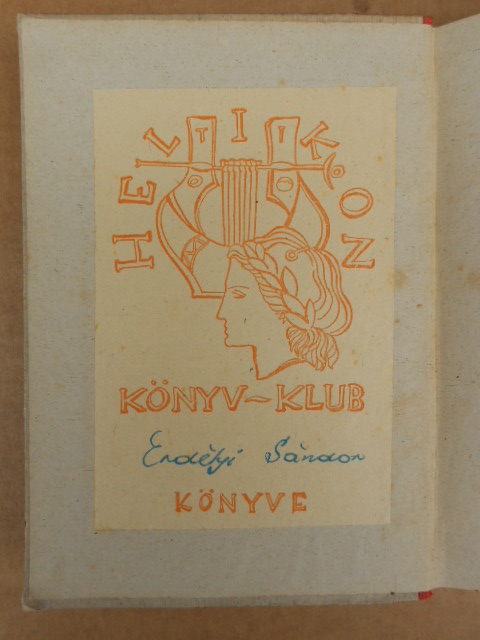 HELIKON
KÖNYV-KLUB
Erdélyi Sándor
KÖNYVE